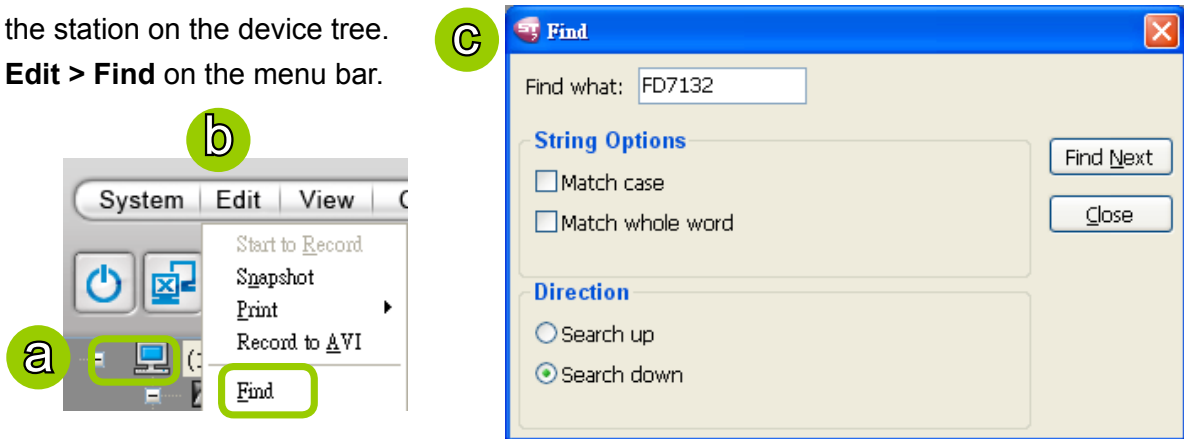 the station on the device tree.
Edit > Find on the menu bar.
b
System Edit View
Start to Record
Snapshot
Print
Record to AVI
Find
a
c
ST7 Find
Find what: FD7132
String Options
Match case
Match whole word
Find Next
Close
Direction
Search up
Search down